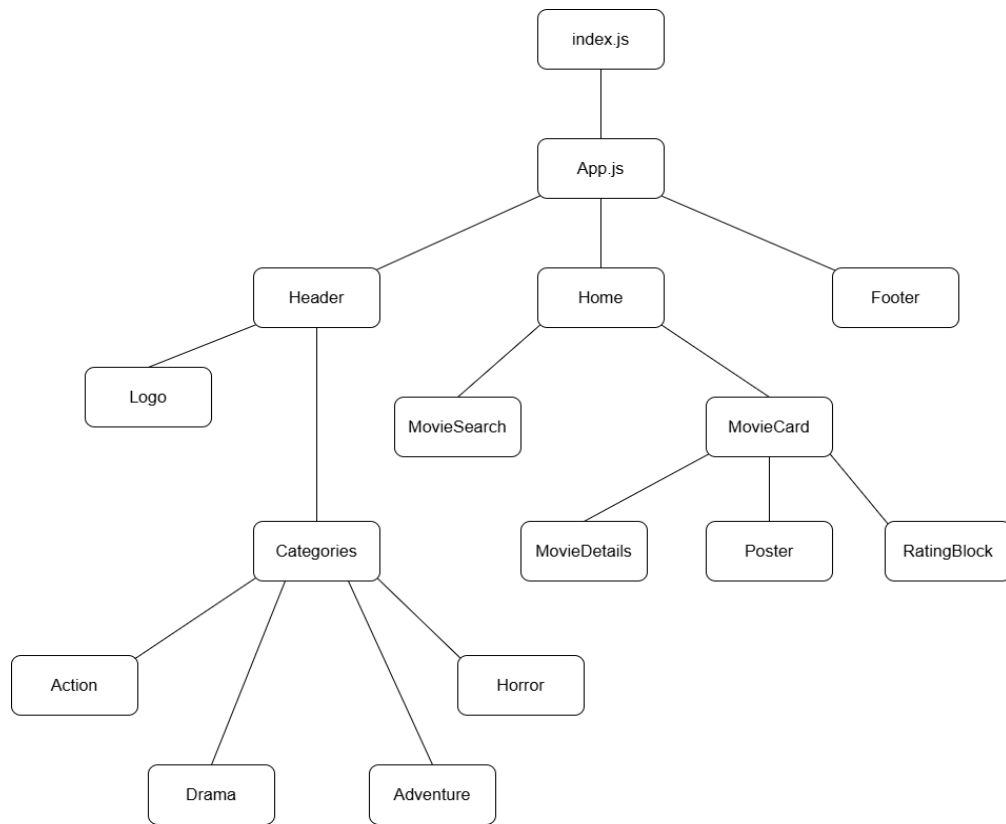 index.js
App.js
Header
Home
Footer
Logo
MovieSearch
MovieCard
Categories
MovieDetails
Poster
RatingBlock
Action
Horror
Drama
Adventure